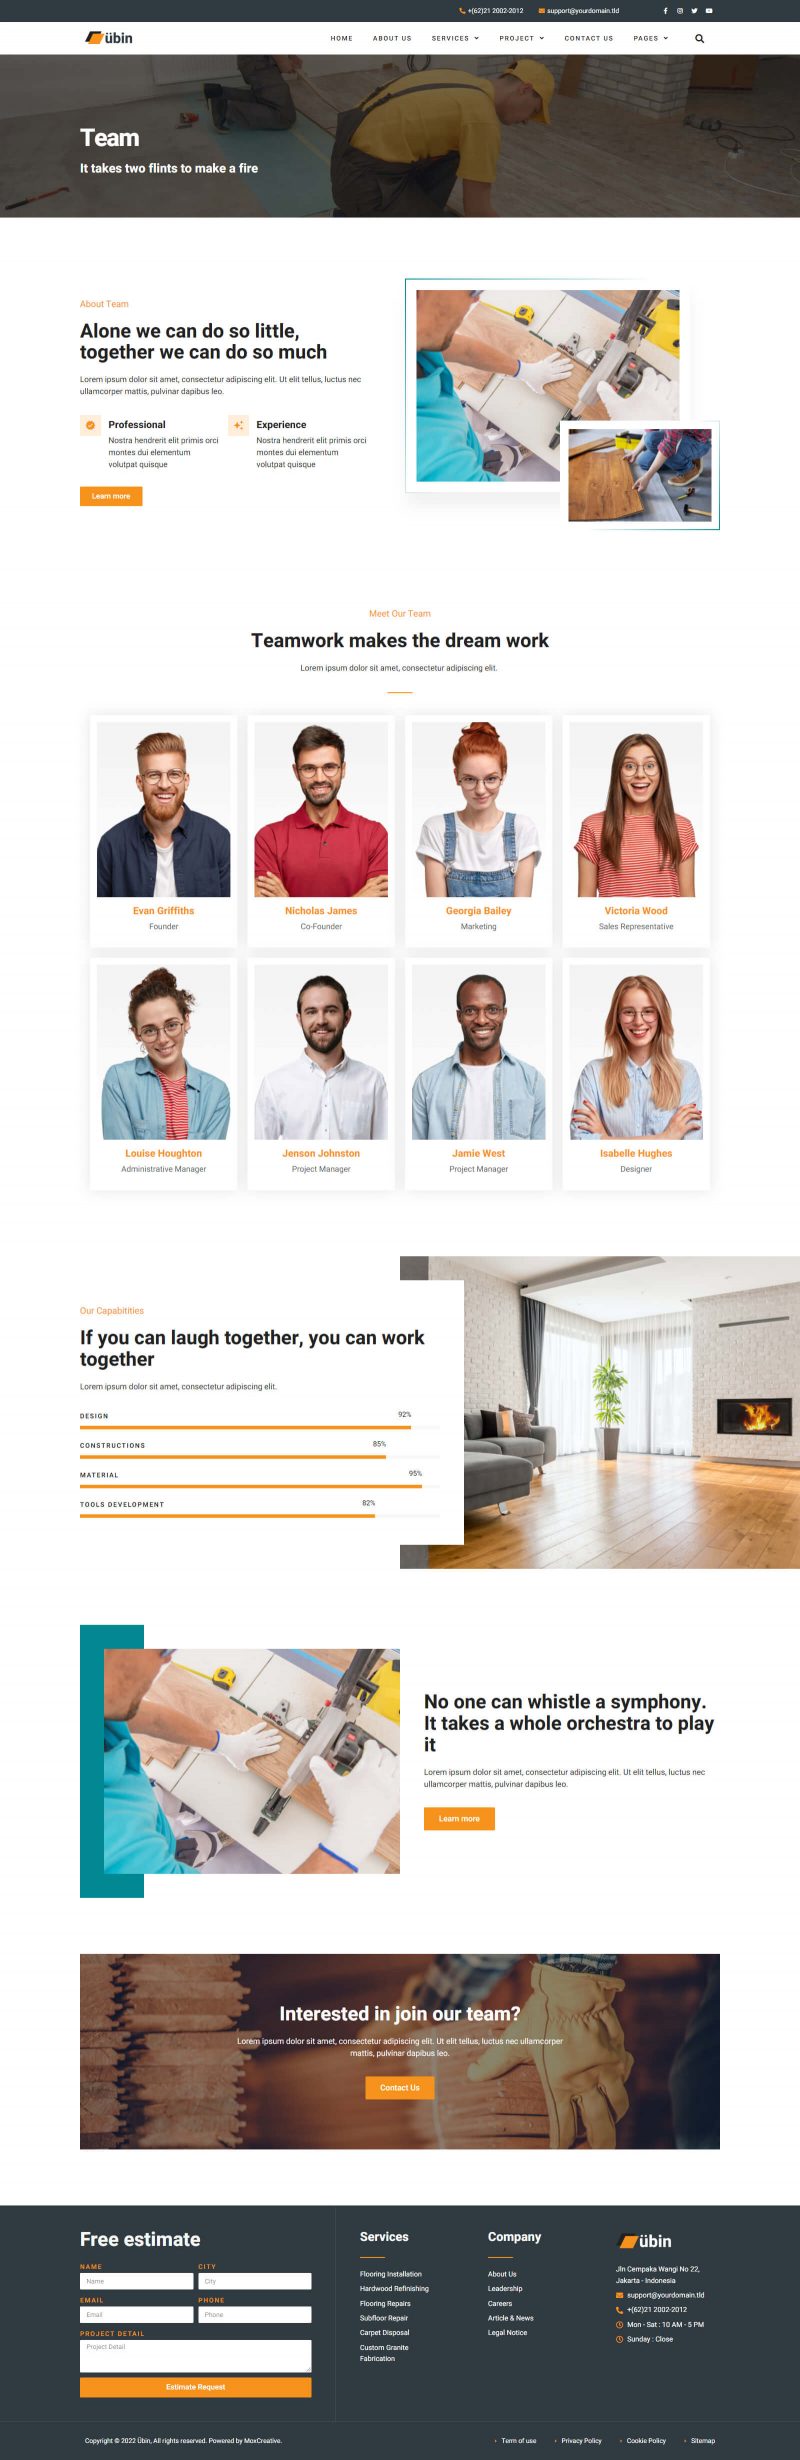 +(62)21 2002-2012 support@yourdomain.tld
übin HOME ABOUT US SERVICES PROJECT CONTACT US PAGES
Team
It takes two flints to make a fire
About Team
Alone we can do so little,
together we can do so much
Lorem ipsum dolor sit amet, consectetur adipiscing elit. Ut elit tellus, luctus nec
ullamcorper mattis, pulvinar dapibus leo.
Professional
Nostra hendrerit elit primis orci
montes dui elementum
volutpat quisque
Experience
Nostra hendrerit elit primis orci
montes dui elementum
volutpat quisque
Learn more
Meet Our Team
Teamwork makes the dream work
Lorem ipsum dolor sit amet, consectetur adipiscing elit.
Evan Griffiths
Founder
Nicholas James
Co-Founder
Georgia Bailey
Marketing
Victoria Wood
Sales Representative
Louise Houghton
Administrative Manager
Jenson Johnston
Project Manager
Jamie West
Project Manager
Isabelle Hughes
Designer
Our Capabitities
If you can laugh together, you can work
together
Lorem ipsum dolor sit amet, consectetur adipiscing elit.
DESIGN 92%
CONSTRUCTIONS 85%
MATERIAL 95%
TOOLS DEVELOPMENT 82%
No one can whistle a symphony.
It takes a whole orchestra to play
it
Lorem ipsum dolor sit amet, consectetur adipiscing elit. Ut elit tellus, luctus nec
ullamcorper mattis, pulvinar dapibus leo.
Learn more
Interested in join our team?
Lorem ipsum dolor sit amet, consectetur adipiscing elit. Ut elit tellus, luctus nec ullamcorper
mattis, pulvinar dapibus leo.
Contact Us
Free estimate
NAME CITY
Name City
EMAIL PHONE
Email Phone
PROJECT DETAIL
Project Detail
Estimate Request
Services
Flooring Installation
Hardwood Refinishing
Flooring Repairs
Subfloor Repair
Carpet Disposal
Custom Granite
Fabrication
Company
About Us
Leadership
Careers
Article & News
Legal Notice
übin
Jln Cempaka Wangi No 22,
Jakarta - Indonesia
support@yourdomain.tld
+(62)21 2002-2012
Mon - Sat : 10 AM - 5 PM
Sunday : Close
Copyright © 2022 Übin, All rights reserved. Powered by MoxCreative.
Term of use Privacy Policy Cookie Policy Sitemap